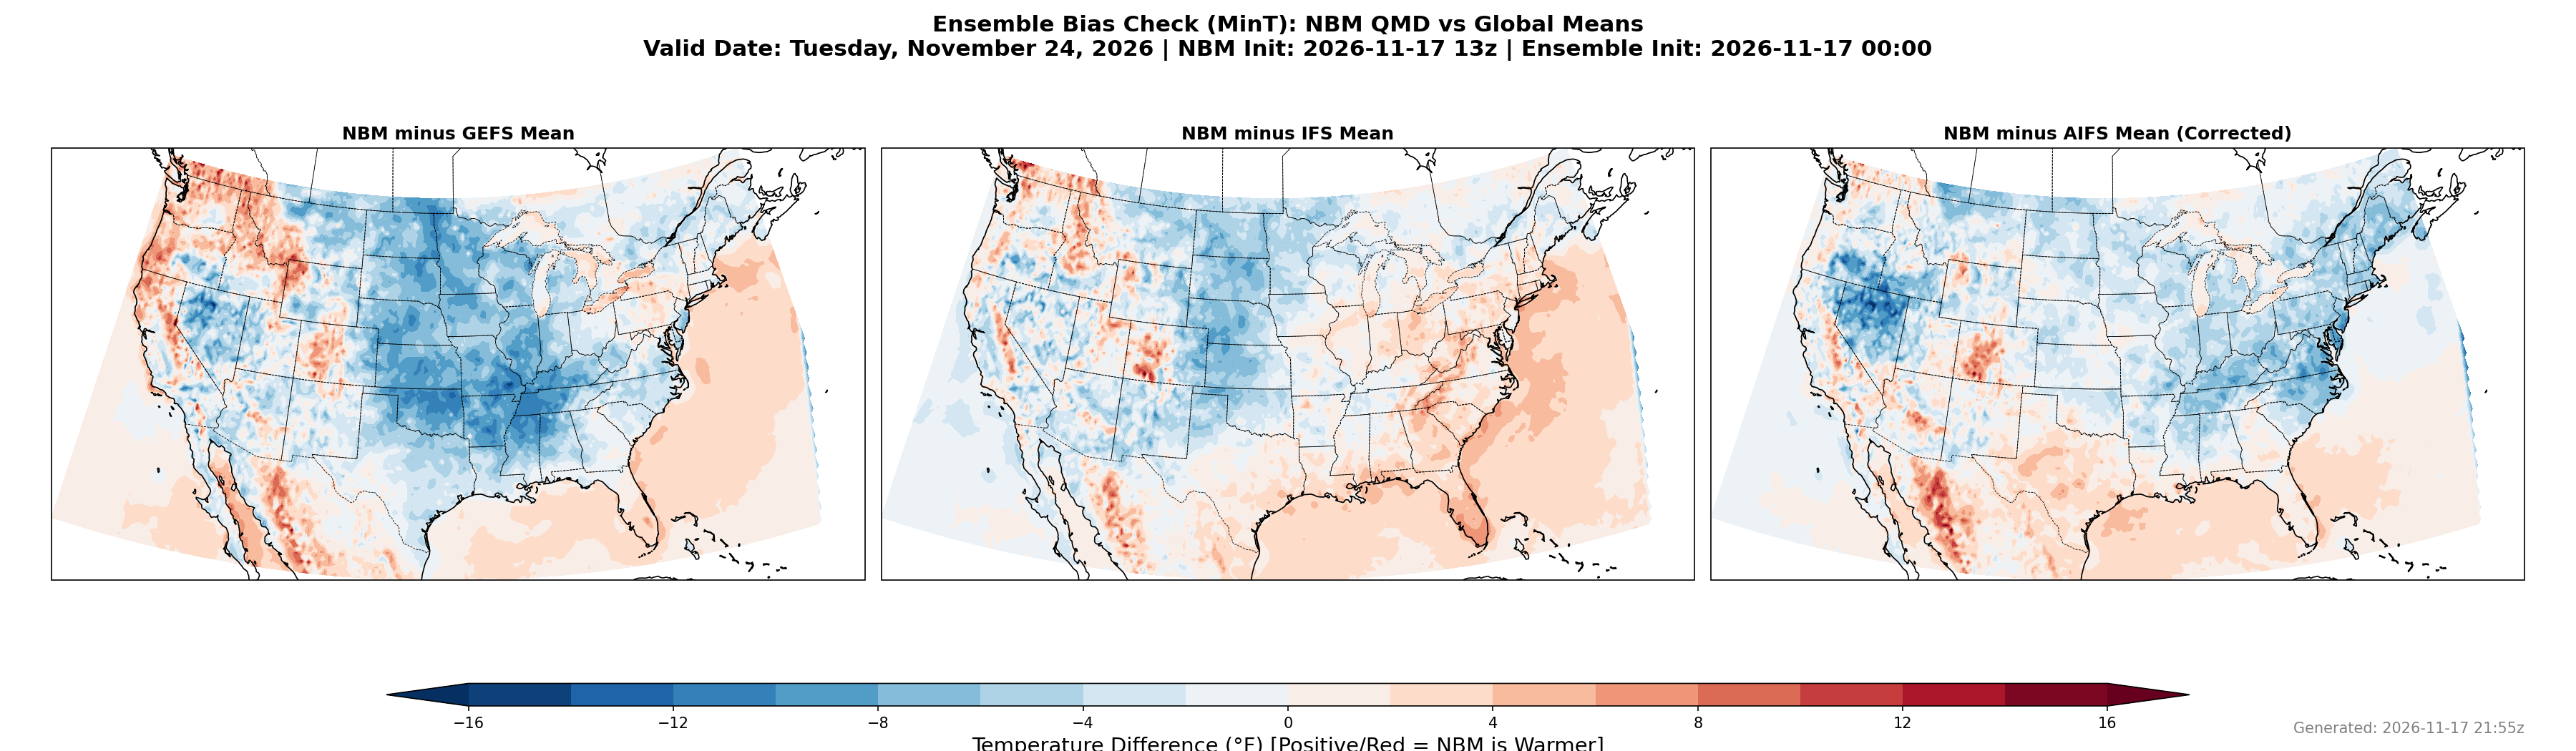 Ensemble Bias Check (MinT): NBM QMD vs Global Means
Valid Date: Tuesday, November 24, 2026 | NBM Init: 2026-11-17 13z | Ensemble Init: 2026-11-17 00:00
NBM minus GEFS Mean
NBM minus IFS Mean
NBM minus AIFS Mean (Corrected)
−16 −12 −8 −4 0 4 8 12 16
Generated: 2026-11-17 21:55z
Temperature Difference (°F) [Positive/Red = NBM is Warmer]